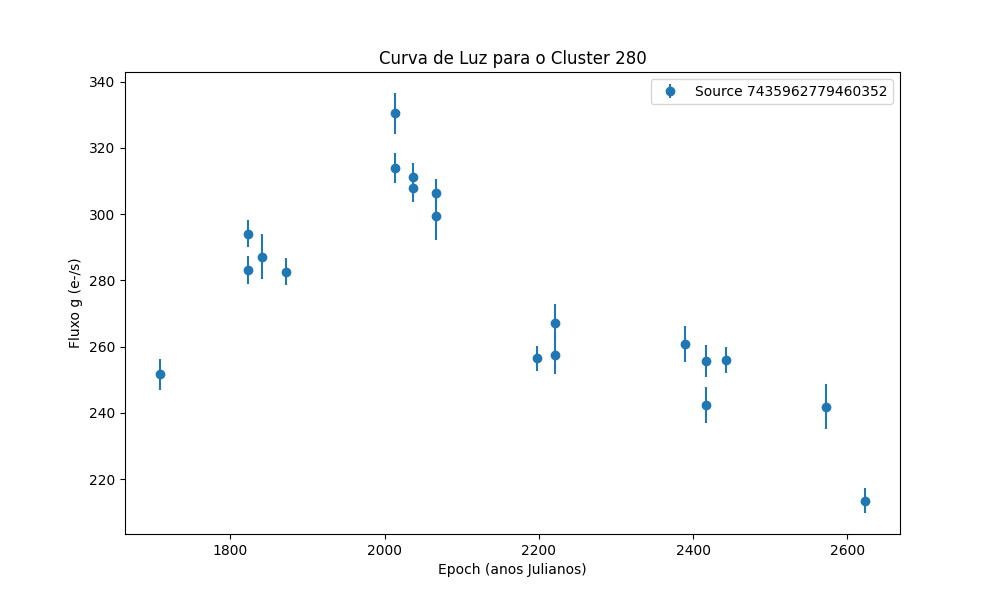 Curva de Luz para o Cluster 280
Source 7435962779460352
340
320
300
280
260
240
220
Fluxo g (e-/s)
1800 2000 2200 2400 2600
Epoch (anos Julianos)